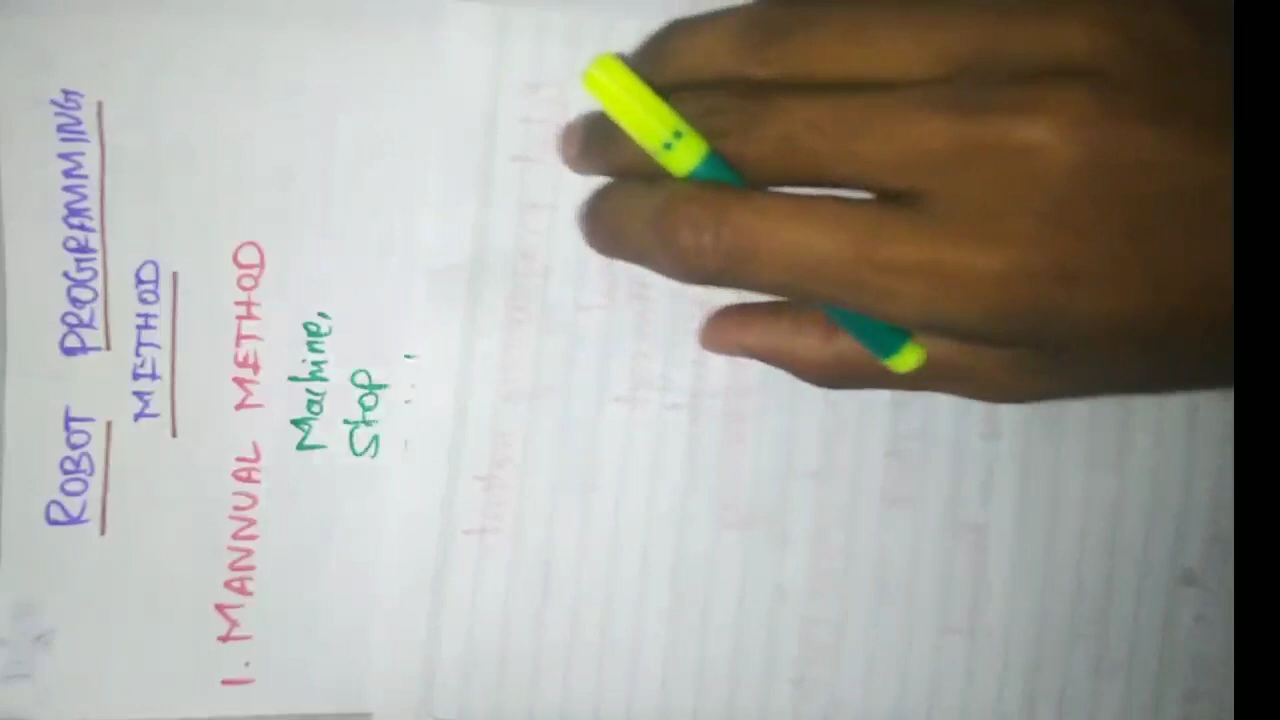 ROBOT PROGRAMMING
METHOD
1. MANNUAL METHOD
Machine,
Stop